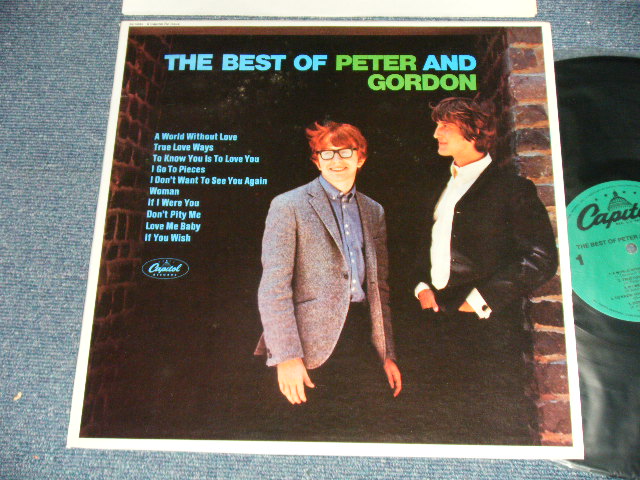 THE BEST OF PETER AND
GORDON
A World Without Love
True Love Ways
To Know You Is To Love You
I Go To Pieces
I Don't Want To See You Again
Woman
If I Were You
Don't Pity Me
Love Me Baby
If You Wish
Capitol
RECORDS
Capitol
THE BEST OF PETER
1